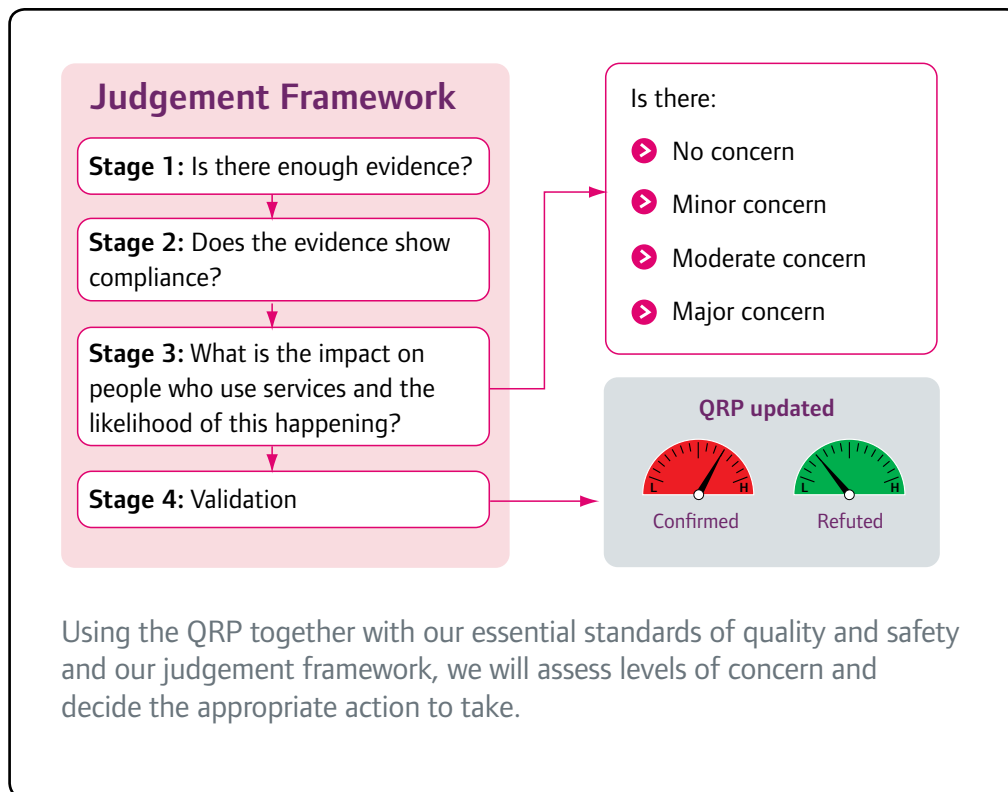 Judgement Framework
Stage 1: Is there enough evidence?
Stage 2: Does the evidence show
compliance?
Stage 3: What is the impact on
people who use services and the
likelihood of this happening?
Stage 4: Validation
Is there:
No concern
Minor concern
Moderate concern
Major concern
QRP updated
L H
L H
Confirmed
Refuted
Using the QRP together with our essential standards of quality and safety
and our judgement framework, we will assess levels of concern and
decide the appropriate action to take.